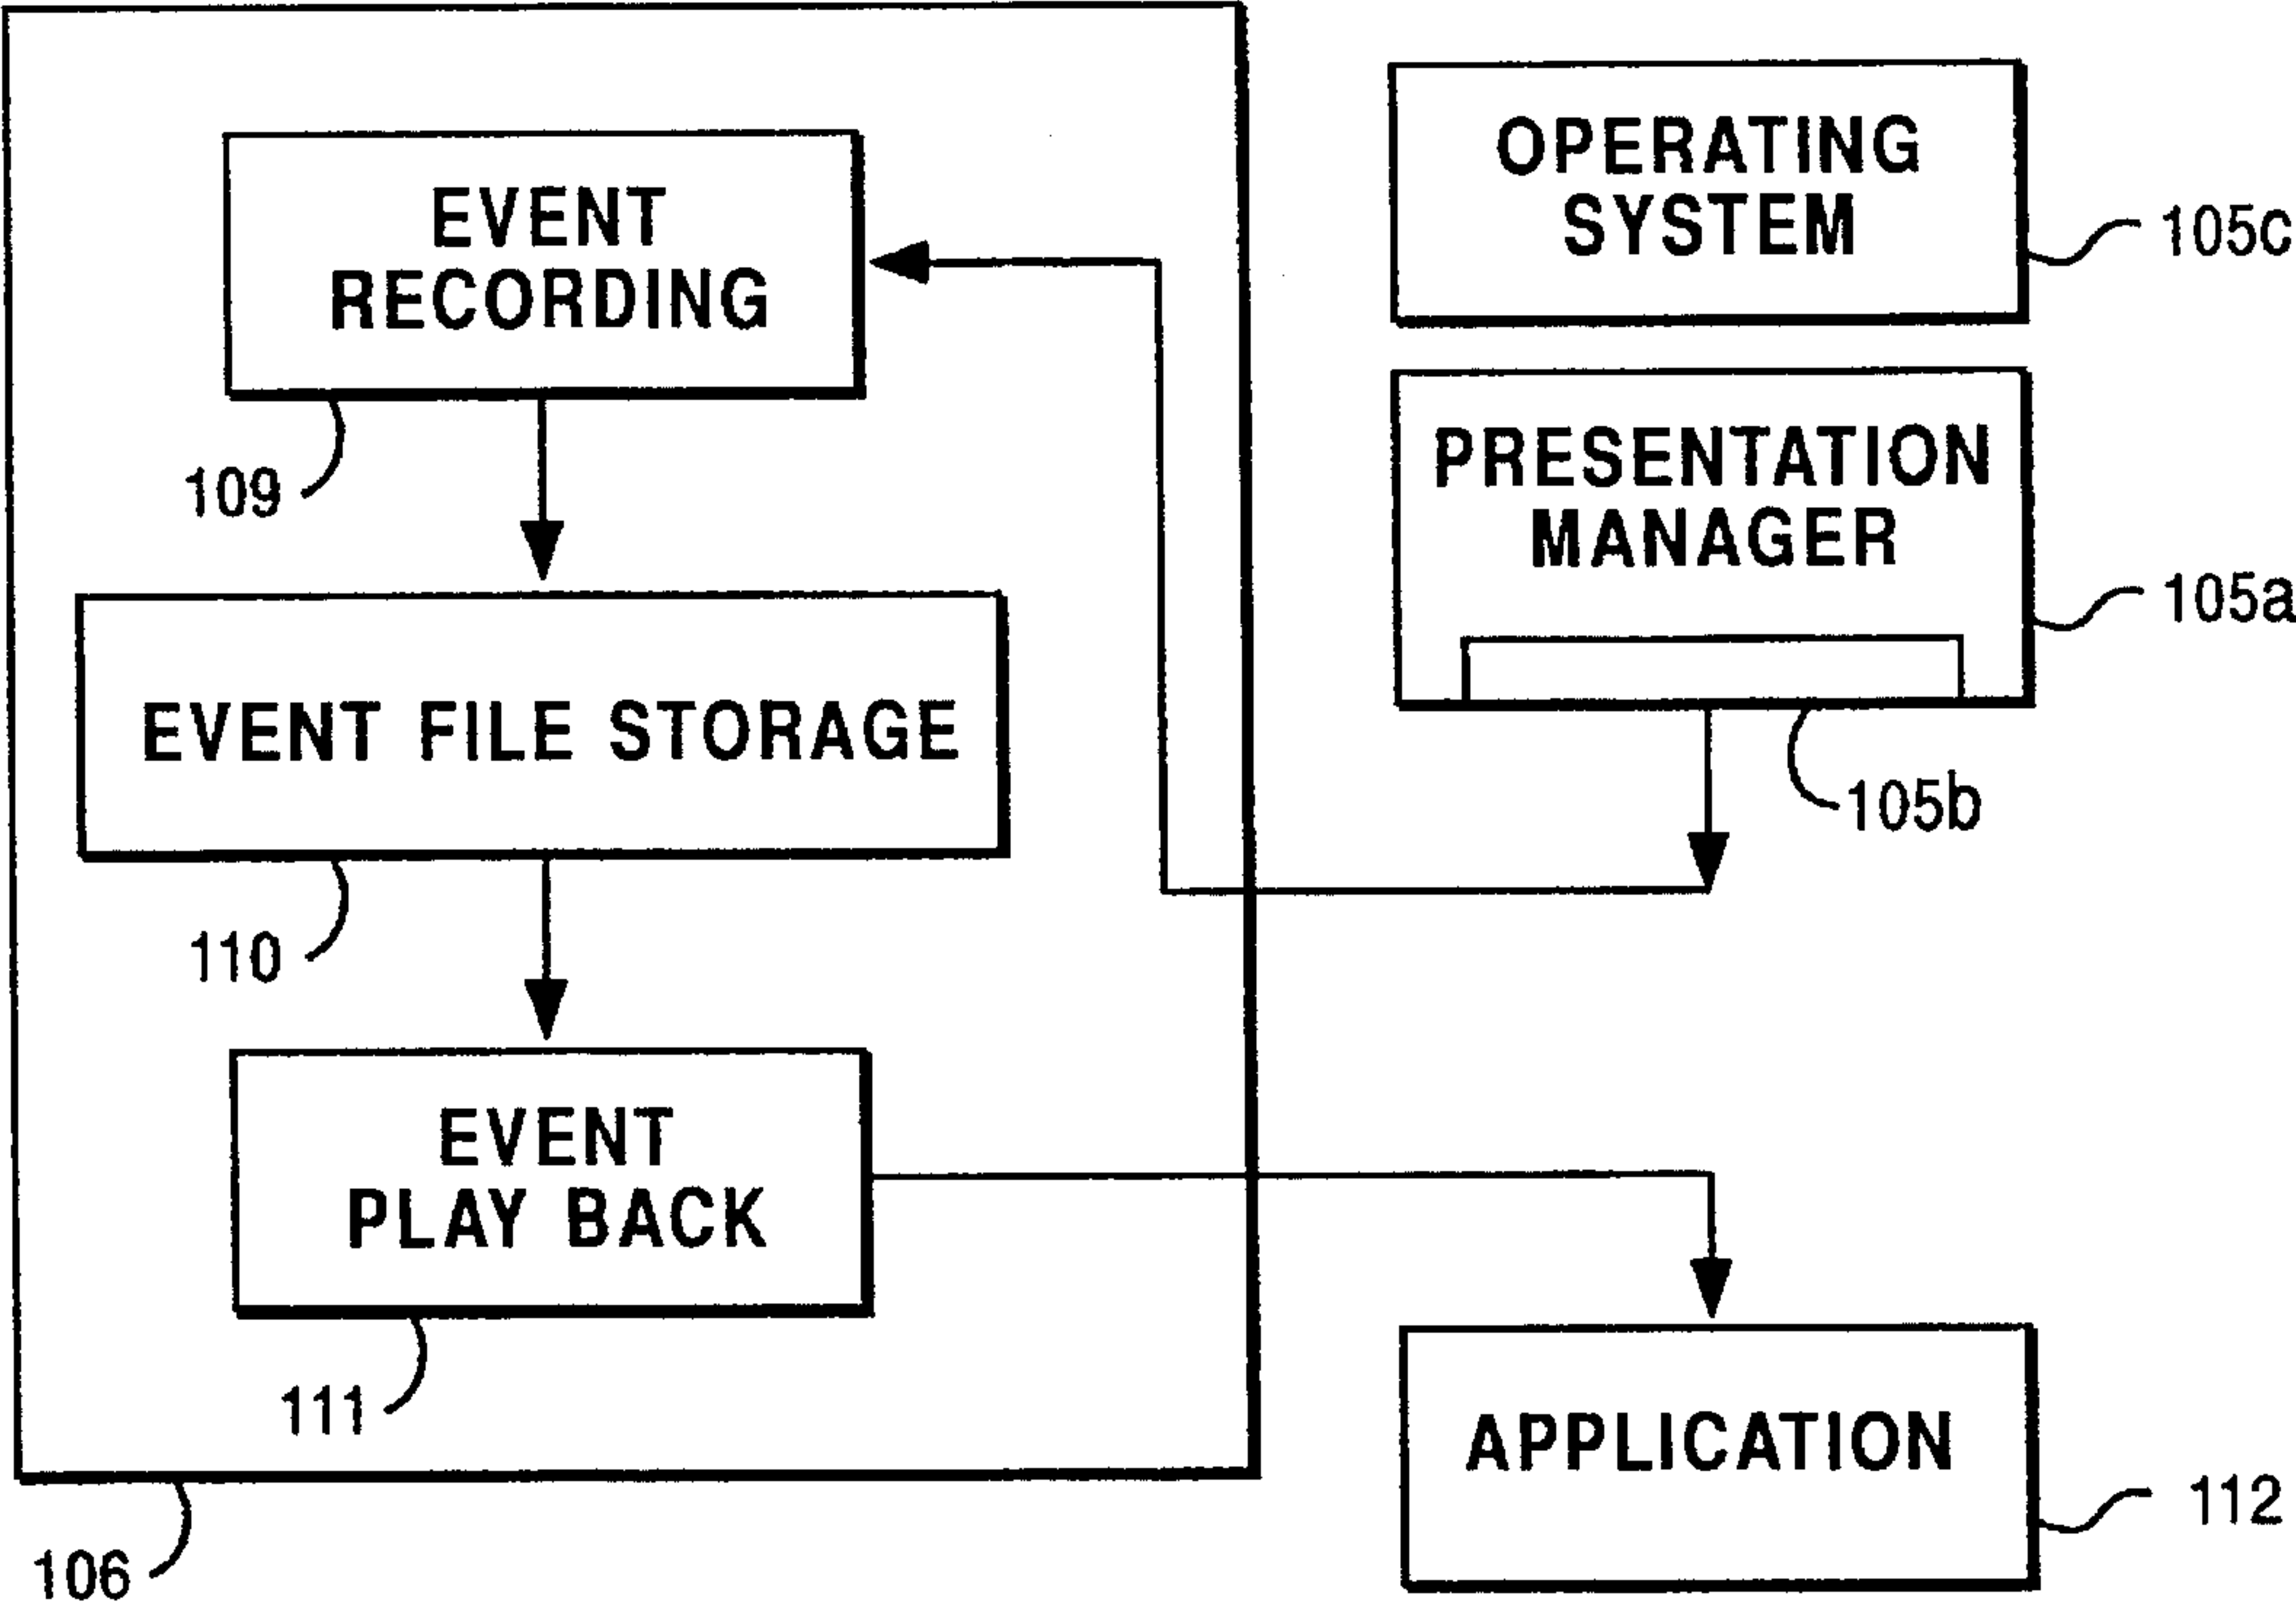 EVENT
RECORDING
109
EVENT FILE STORAGE
110
EVENT
PLAY BACK
111
106
OPERATING
SYSTEM
105c
PRESENTATION
MANAGER
105a
105b
APPLICATION
112